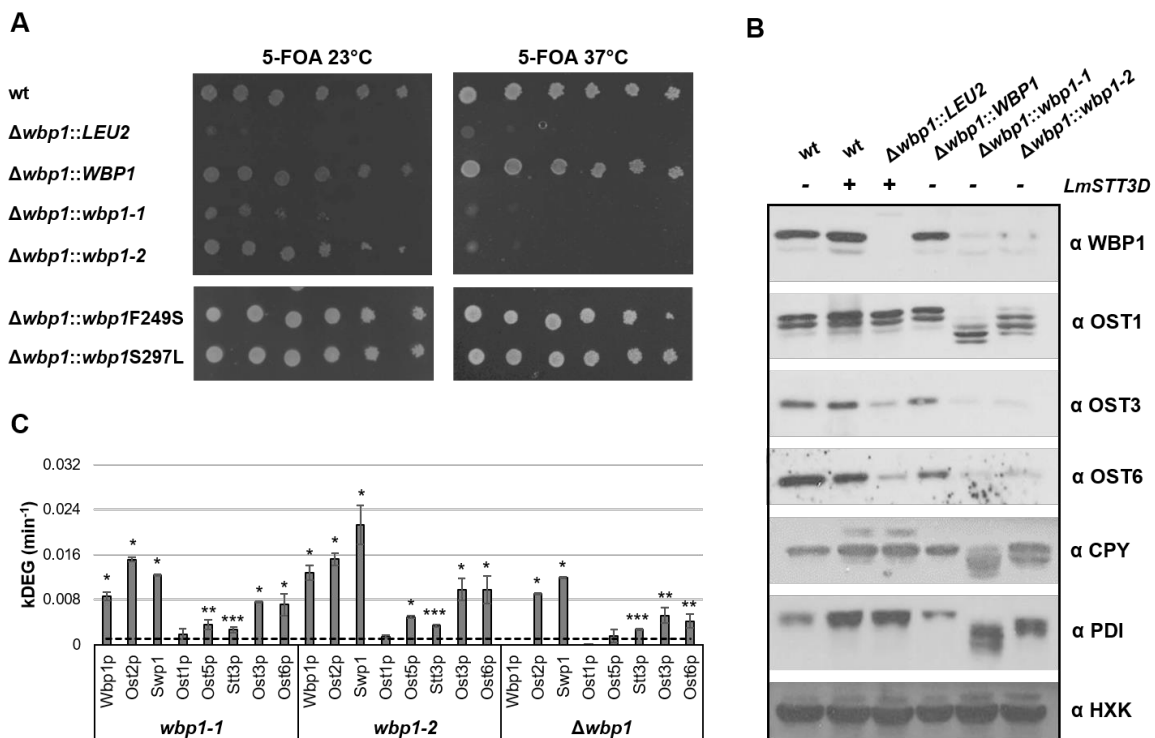 A
5-FOA 23°C
5-FOA 37°C
wt
Δwbp1::LEU2
Δwbp1::WBP1
Δwbp1::wbp1-1
Δwbp1::wbp1-2
Δwbp1::wbp1F249S
Δwbp1::wbp1S297L
B
wt
wt
Δwbp1::LEU2
Δwbp1::WBP1
Δwbp1::wbp1-1
Δwbp1::wbp1-2
- + + - - - LmSTT3D
α WBP1
α OST1
α OST3
α OST6
α CPY
α PDI
α HXK
C
kDEG (min⁻¹)
0.032
0.024
0.016
0.008
0
* * * ** *** * *
* * * * *** * *
* * *** ** **
Wbp1p
Ost2p
Swp1
Ost1p
Ost5p
Stt3p
Ost3p
Ost6p
Wbp1p
Ost2p
Swp1
Ost1p
Ost5p
Stt3p
Ost3p
Ost6p
Wbp1p
Ost2p
Swp1
Ost1p
Ost5p
Stt3p
Ost3p
Ost6p
wbp1-1
wbp1-2
Δwbp1